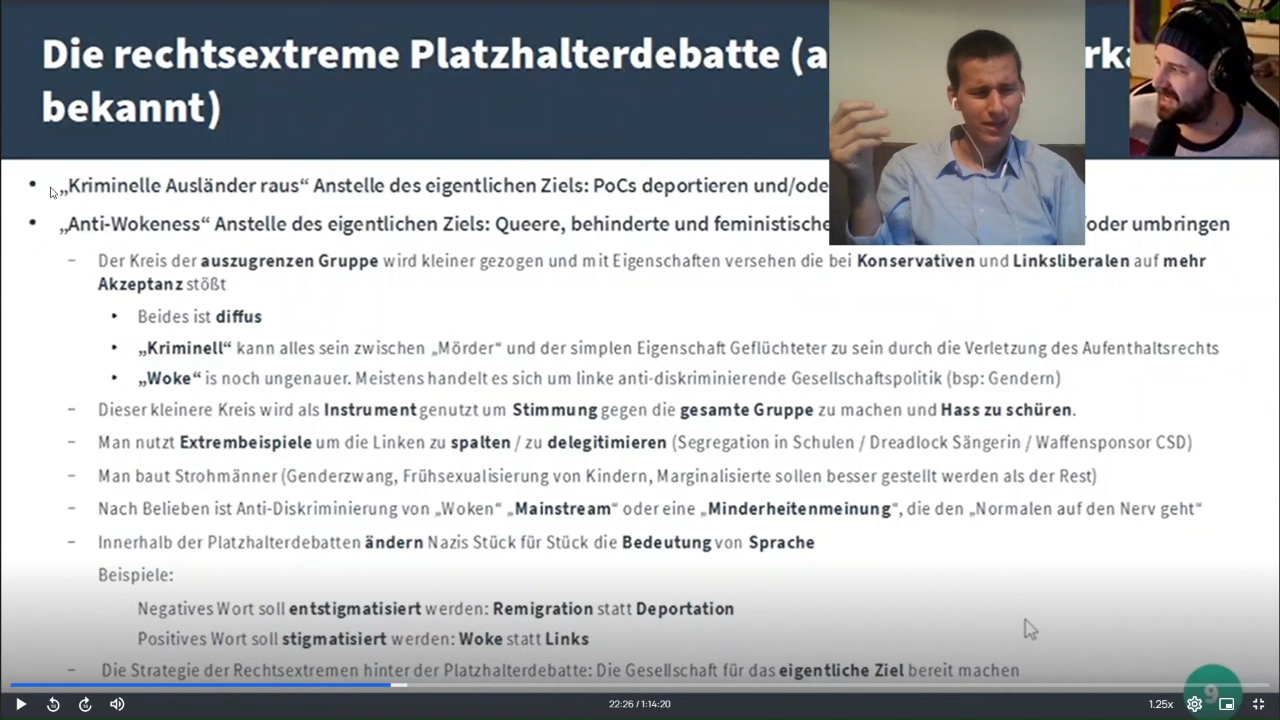 Die rechtsextreme Platzhalterdebatte (a
bekannt)
• „Kriminelle Ausländer raus“ Anstelle des eigentlichen Ziels: PoCs deportieren und/ode
• „Anti-Wokeness“ Anstelle des eigentlichen Ziels: Queere, behinderte und feministische /oder umbringen
– Der Kreis der auszugrenzen Gruppe wird kleiner gezogen und mit Eigenschaften versehen die bei Konservativen und Linksliberalen auf mehr
Akzeptanz stößt
• Beides ist diffus
• „Kriminell“ kann alles sein zwischen „Mörder“ und der simplen Eigenschaft Geflüchteter zu sein durch die Verletzung des Aufenthaltsrechts
• „Woke“ is noch ungenauer. Meistens handelt es sich um linke anti-diskriminierende Gesellschaftspolitik (bsp: Gendern)
– Dieser kleinere Kreis wird als Instrument genutzt um Stimmung gegen die gesamte Gruppe zu machen und Hass zu schüren.
– Man nutzt Extrembeispiele um die Linken zu spalten / zu delegitimieren (Segregation in Schulen / Dreadlock Sängerin / Waffensponsor CSD)
– Man baut Strohmänner (Genderzwang, Frühsexualisierung von Kindern, Marginalisierte sollen besser gestellt werden als der Rest)
– Nach Belieben ist Anti-Diskriminierung von „Woken“ „Mainstream“ oder eine „Minderheitenmeinung“, die den „Normalen auf den Nerv geht“
– Innerhalb der Platzhalterdebatten ändern Nazis Stück für Stück die Bedeutung von Sprache
Beispiele:
Negatives Wort soll entstigmatisiert werden: Remigration statt Deportation
Positives Wort soll stigmatisiert werden: Woke statt Links
– Die Strategie der Rechtsextremen hinter der Platzhalterdebatte: Die Gesellschaft für das eigentliche Ziel bereit machen
9
22:26 / 1:14:20
1.25x